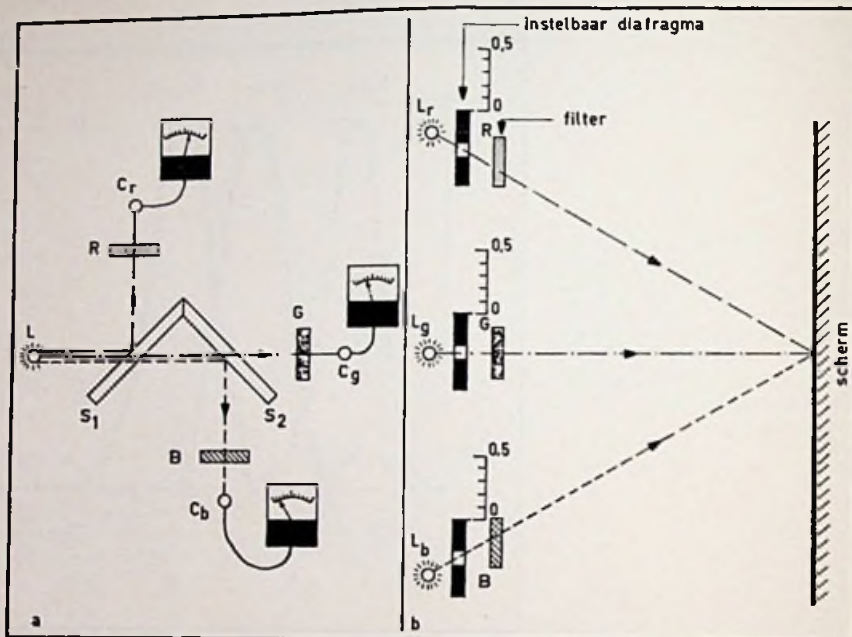 Cr
R
L
S1
S2
G
Cg
B
Cb
a
instelbaar diafragma
0,5
0
Lr
R
filter
0,5
0
Lg
G
0,5
0
Lb
B
scherm
b